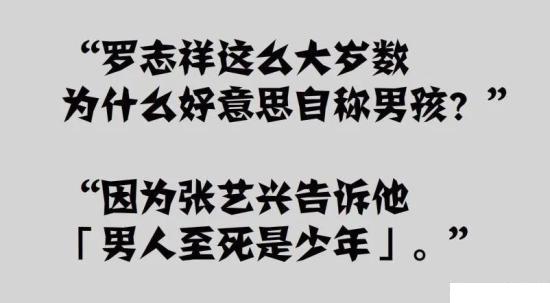 “罗志祥这么大岁数
为什么好意思自称男孩？”
“因为张艺兴告诉他
「男人至死是少年」。”